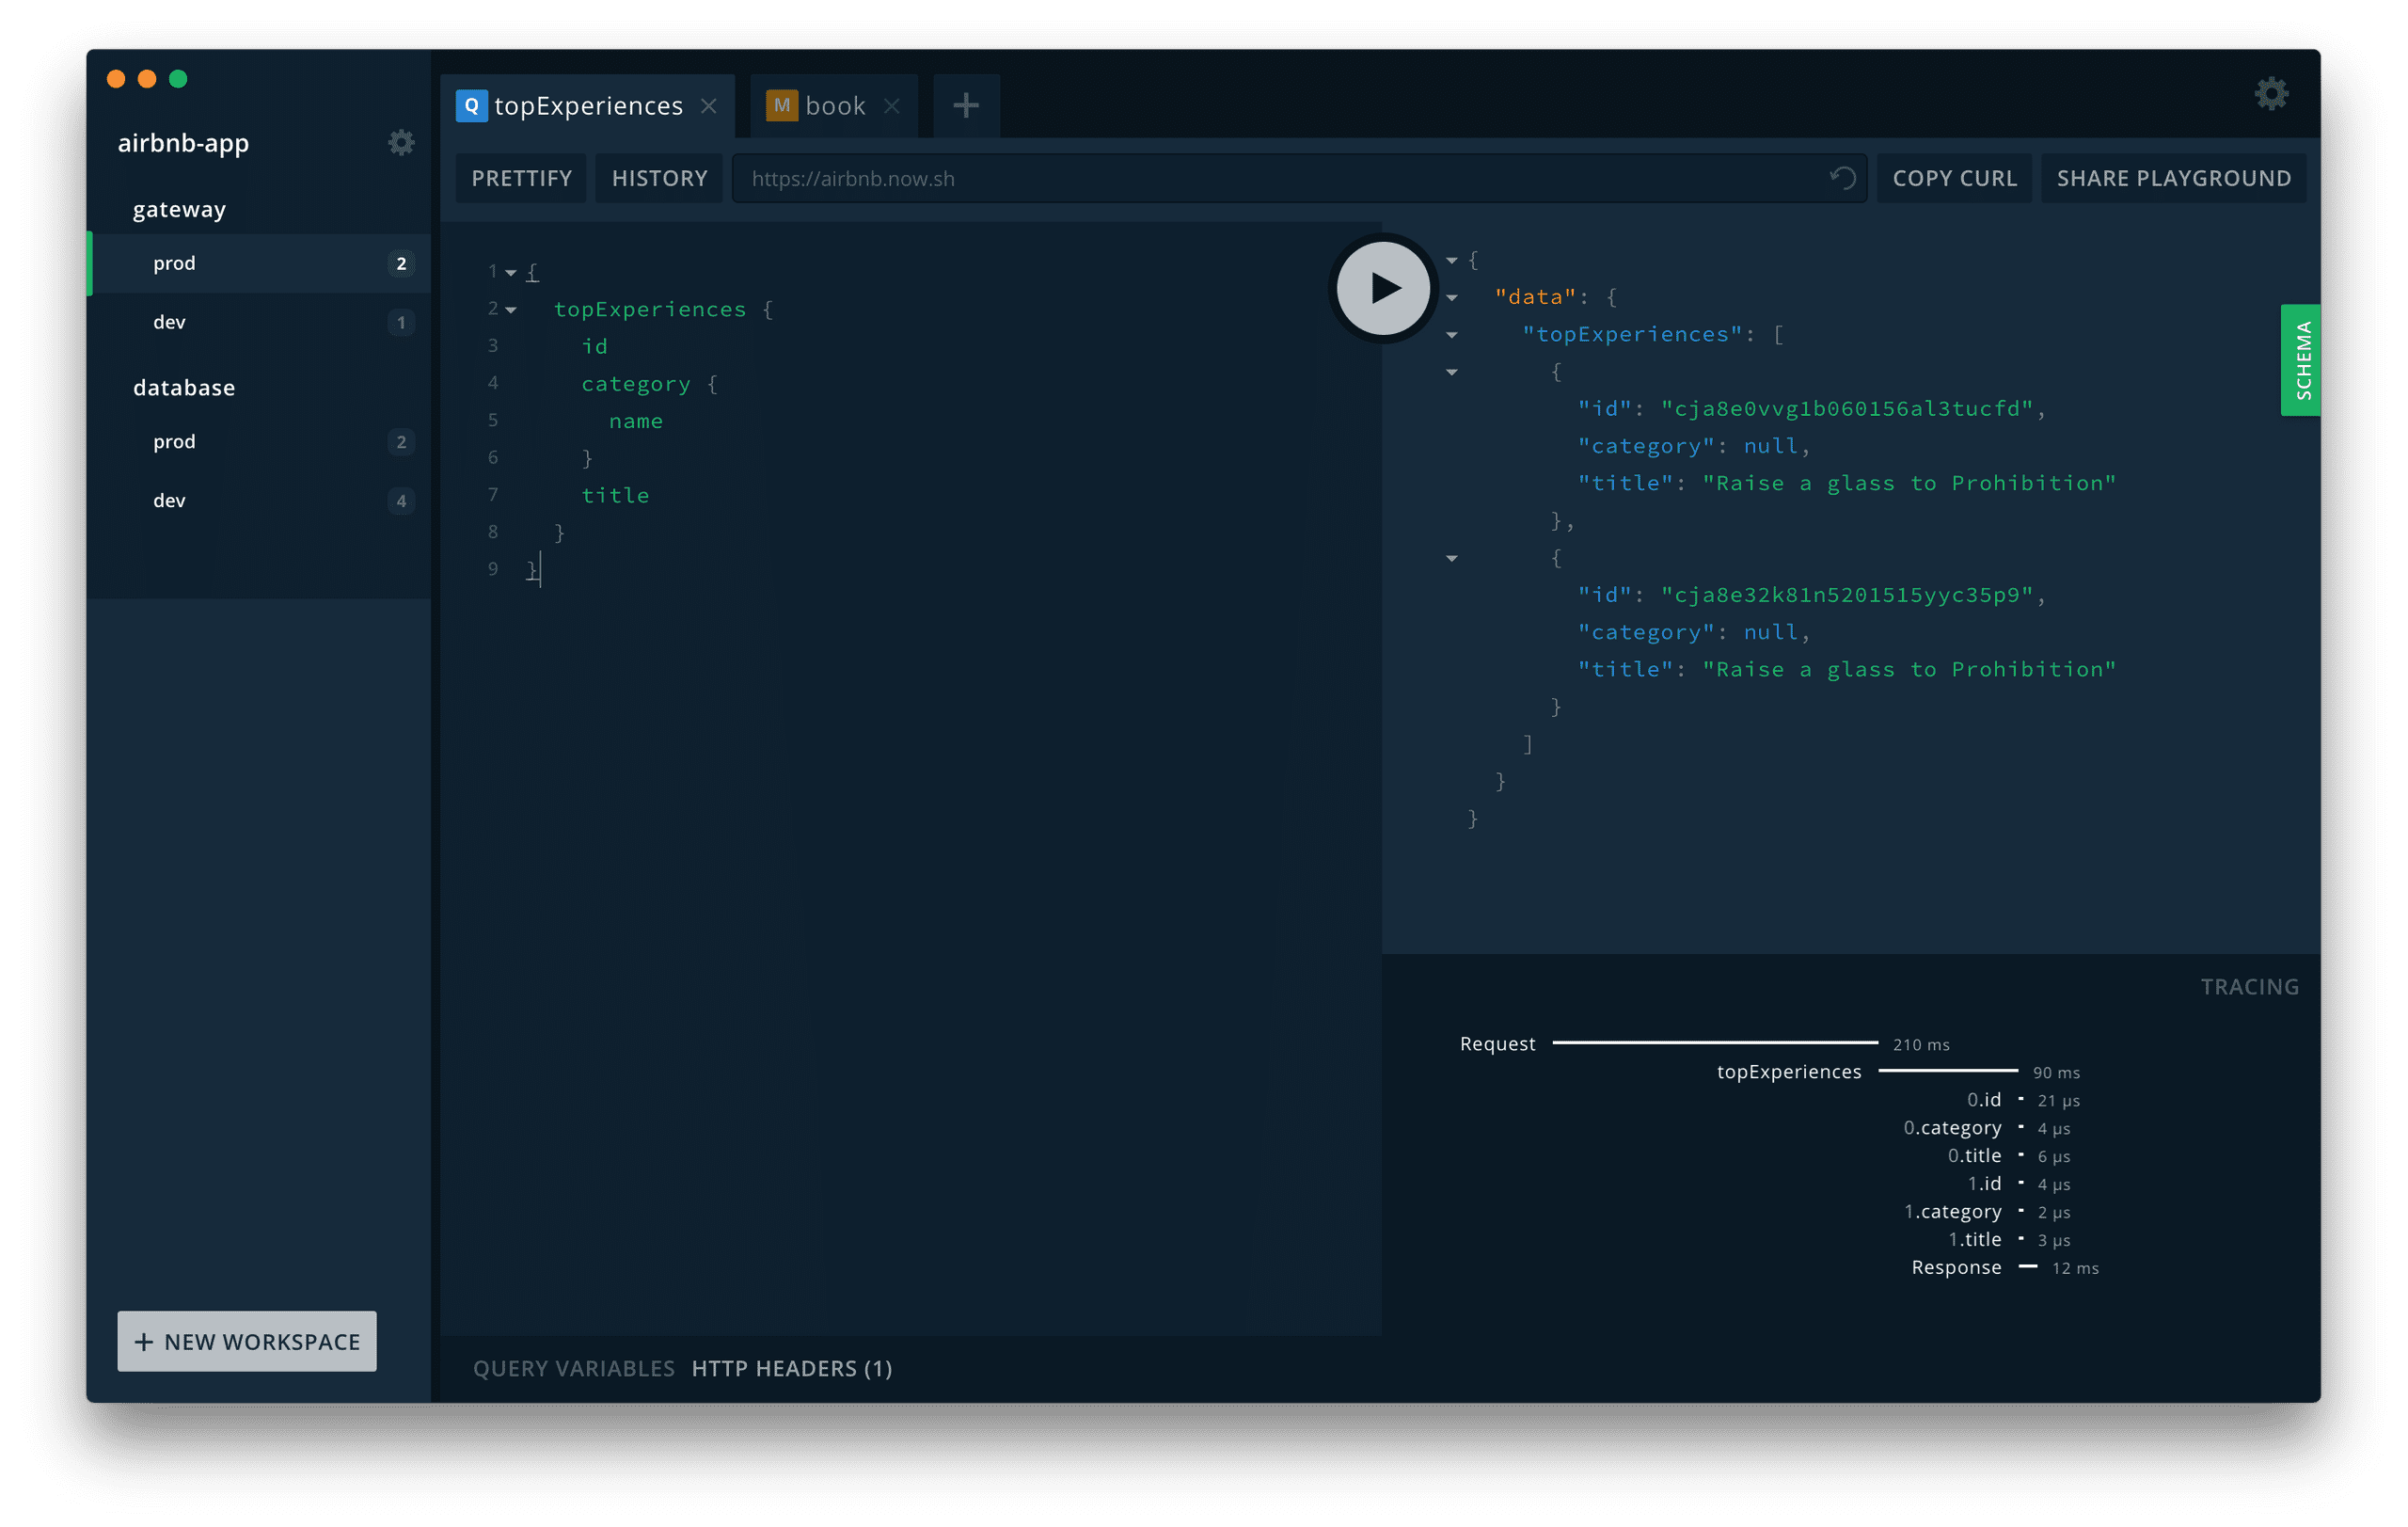 airbnb-app
gateway
prod 2
dev 1
database
prod 2
dev 4
+ NEW WORKSPACE
Q topExperiences ×
M book ×
+
PRETTIFY
HISTORY
https://airbnb.now.sh
COPY CURL
SHARE PLAYGROUND
1 {
2 topExperiences {
3 id
4 category {
5 name
6 }
7 title
8 }
9 }
QUERY VARIABLES
HTTP HEADERS (1)
{
"data": {
"topExperiences": [
{
"id": "cja8e0vvg1b060156al3tucfd",
"category": null,
"title": "Raise a glass to Prohibition"
},
{
"id": "cja8e32k81n5201515yyc35p9",
"category": null,
"title": "Raise a glass to Prohibition"
}
]
}
}
SCHEMA
TRACING
Request 210 ms
topExperiences 90 ms
0.id 21 µs
0.category 4 µs
0.title 6 µs
1.id 4 µs
1.category 2 µs
1.title 3 µs
Response 12 ms